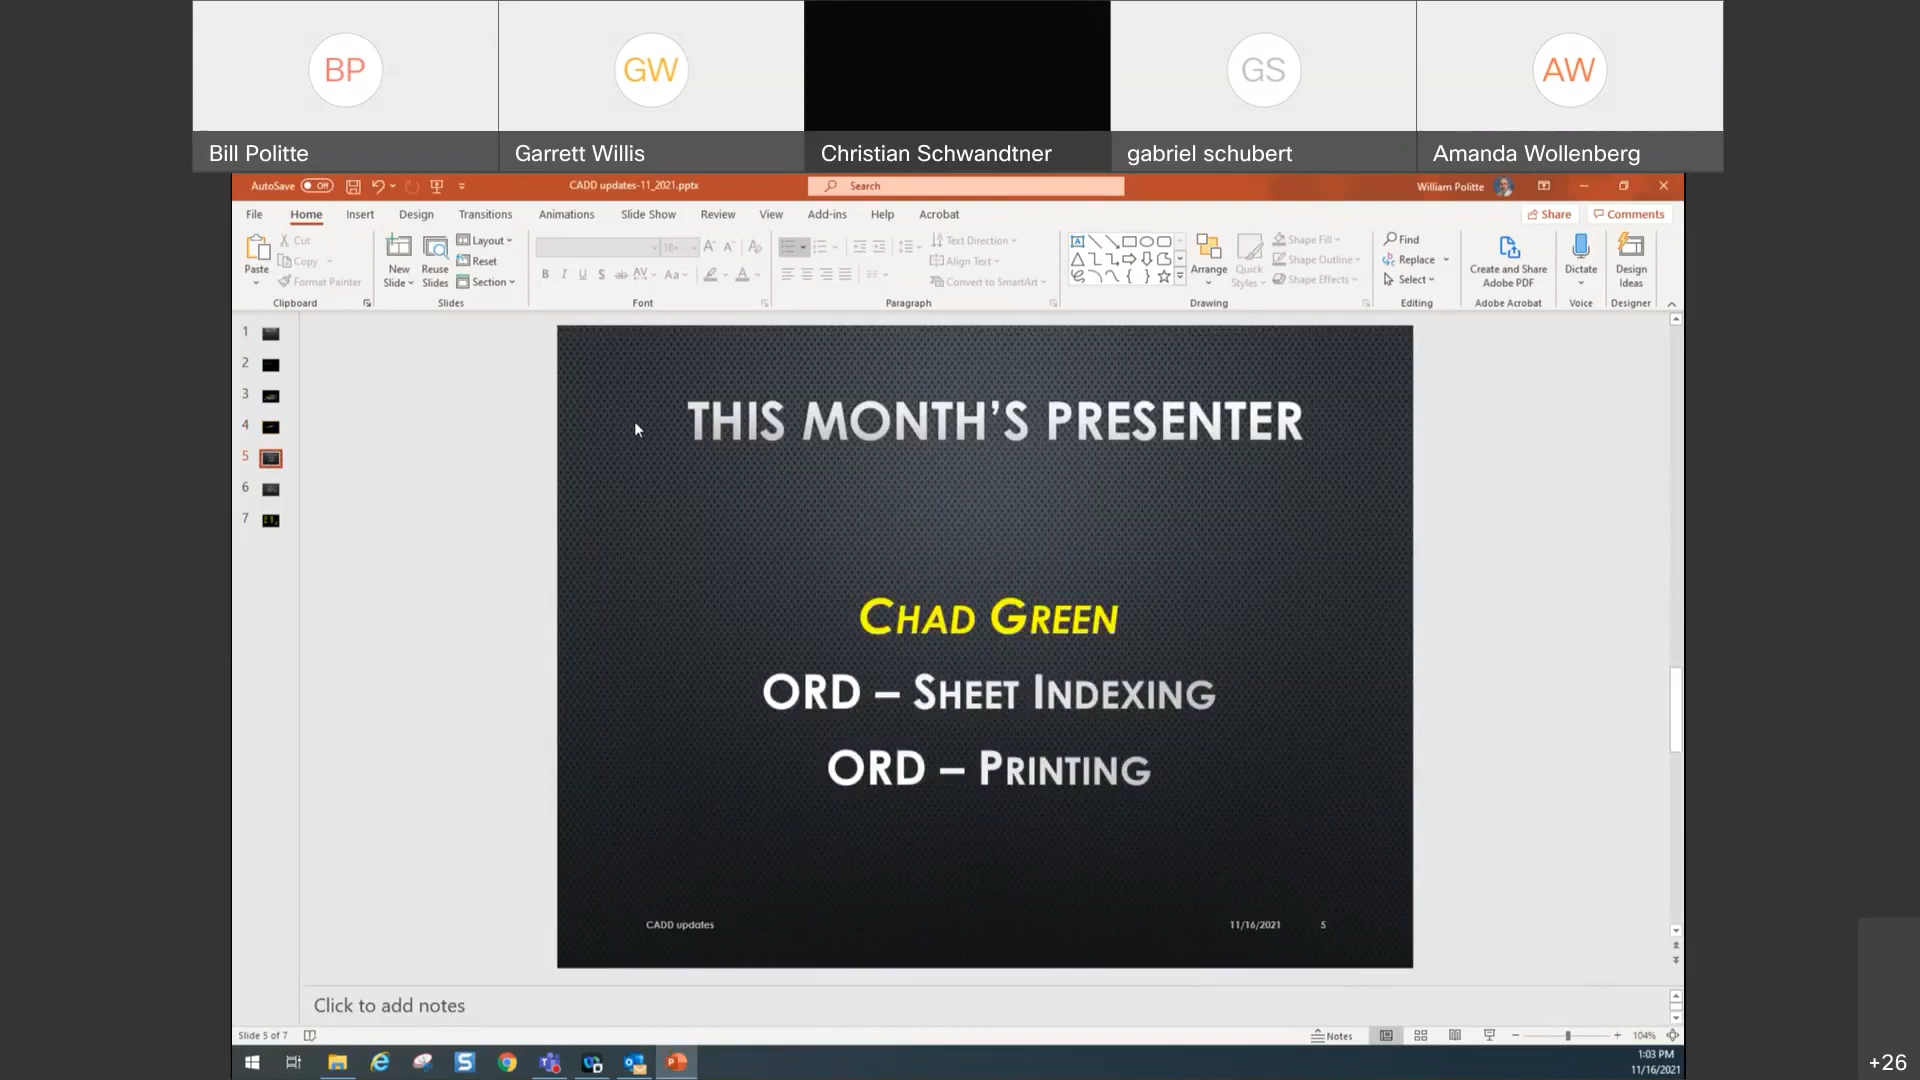 BP GW GS AW
Bill Politte Garrett Willis Christian Schwandtner gabriel schubert Amanda Wollenberg
AutoSave Off CADD updates-11_2021.pptx Search William Politte
File Home Insert Design Transitions Animations Slide Show Review View Add-ins Help Acrobat Share Comments
Cut Layout 18+ Text Direction Shape Fill Find
Copy Reset Align Text Shape Outline Replace
Paste Format Painter New Slide Reuse Slides Section Convert to SmartArt Arrange Quick Styles Shape Effects Select Create and Share Adobe PDF Dictate Design Ideas
Clipboard Slides Font Paragraph Drawing Editing Adobe Acrobat Voice Designer
1
2
3
4
5
6
7
THIS MONTH’S PRESENTER
CHAD GREEN
ORD – SHEET INDEXING
ORD – PRINTING
CADD updates 11/16/2021 5
Click to add notes
Slide 5 of 7 Notes 104%
1:03 PM
11/16/2021
+26